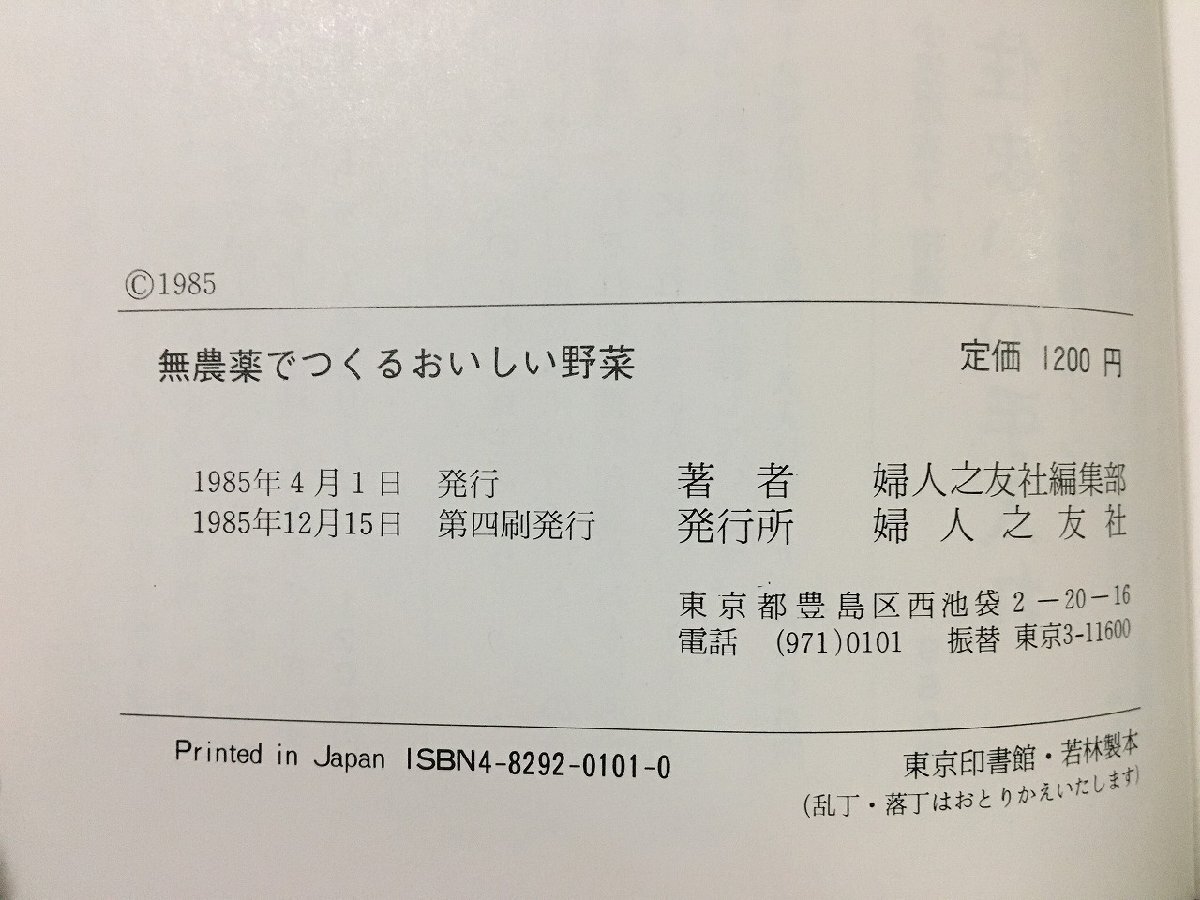 ©1985
無農薬でつくるおいしい野菜 定価 1200 円
1985年4月1日 発行 著者 婦人之友社編集部
1985年12月15日 第四刷発行 発行所 婦人之友社
東京都豊島区西池袋2-20-16
電話 (971)0101 振替 東京3-11600
Printed in Japan ISBN4-8292-0101-0 東京印書館・若林製本
(乱丁・落丁はおとりかえいたします)